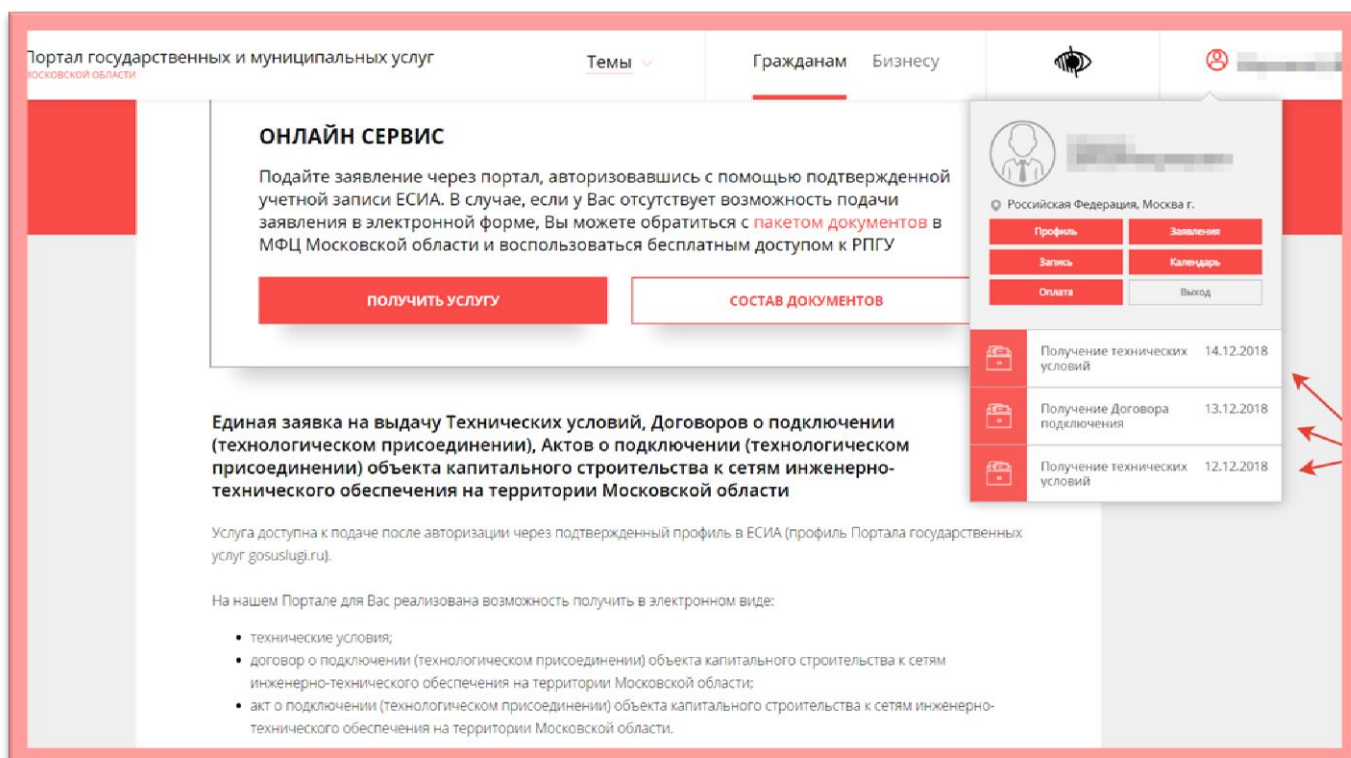 Портал государственных и муниципальных услуг
МОСКОВСКОЙ ОБЛАСТИ
Темы
Гражданам
Бизнесу
ОНЛАЙН СЕРВИС
Подайте заявление через портал, авторизовавшись с помощью подтвержденной
учетной записи ЕСИА. В случае, если у Вас отсутствует возможность подачи
заявления в электронной форме, Вы можете обратиться с пакетом документов в
МФЦ Московской области и воспользоваться бесплатным доступом к РПГУ
ПОЛУЧИТЬ УСЛУГУ
СОСТАВ ДОКУМЕНТОВ
Российская Федерация, Москва г.
Профиль
Заявления
Запись
Календарь
Оплата
Выход
Получение технических 14.12.2018
условий
Получение Договора 13.12.2018
подключения
Получение технических 12.12.2018
условий
Единая заявка на выдачу Технических условий, Договоров о подключении
(технологическом присоединении), Актов о подключении (технологическом
присоединении) объекта капитального строительства к сетям инженерно-
технического обеспечения на территории Московской области
Услуга доступна к подаче после авторизации через подтвержденный профиль в ЕСИА (профиль Портала государственных
услуг gosuslugi.ru).
На нашем Портале для Вас реализована возможность получить в электронном виде:
• технические условия;
• договор о подключении (технологическом присоединении) объекта капитального строительства к сетям
инженерно-технического обеспечения на территории Московской области;
• акт о подключении (технологическом присоединении) объекта капитального строительства к сетям инженерно-
технического обеспечения на территории Московской области.